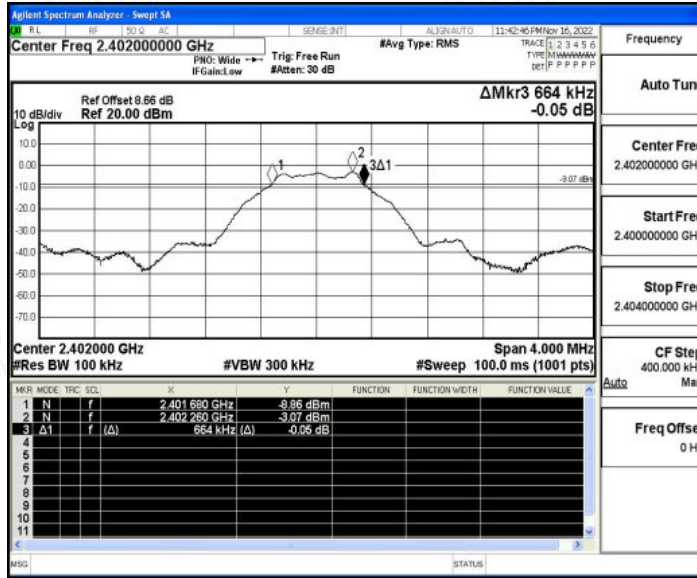 Agilent Spectrum Analyzer - Swept SA
RL RF 50 Ω AC SENSE:INT ALIGN AUTO 11:42:46 PM Nov 16, 2022
Center Freq 2.402000000 GHz #Avg Type: RMS TRACE 1 2 3 4 5 6
PNO: Wide Trig: Free Run TYPE MWWWWW
IFGain:Low #Atten: 30 dB DET P P P P P P
ΔMkr3 664 kHz
-0.05 dB
Ref Offset 8.66 dB
10 dB/div Ref 20.00 dBm
Log
10.0
0.00
-10.0
-20.0
-30.0
-40.0
-50.0
-60.0
-70.0
1
2
3Δ1
-9.07 dBm
Center 2.402000 GHz Span 4.000 MHz
#Res BW 100 kHz #VBW 300 kHz #Sweep 100.0 ms (1001 pts)
MKR MODE TRC SCL X Y FUNCTION FUNCTION WIDTH FUNCTION VALUE
1 N f 2.401 680 GHz -8.86 dBm
2 N f 2.402 260 GHz -3.07 dBm
3 Δ1 f (Δ) 664 kHz (Δ) -0.05 dB
4
5
6
7
8
9
10
11
MSG STATUS
Frequency
Auto Tun
Center Fre
2.402000000 GH
Start Fre
2.400000000 GH
Stop Fre
2.404000000 GH
CF Ste
400.000 kH
Auto Ma
Freq Offse
0 H